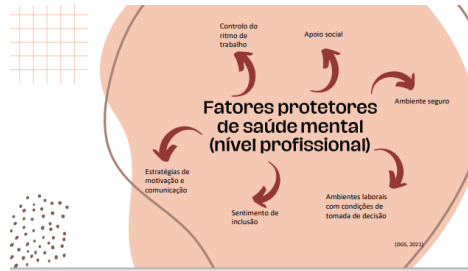 Controlo do
ritmo de
trabalho
Apoio social
Ambiente seguro
Fatores protetores
de saúde mental
(nível profissional)
Estratégias de
motivação e
comunicação
Sentimento de
inclusão
Ambientes laborais
com condições de
tomada de decisão
(DGS, 2021)